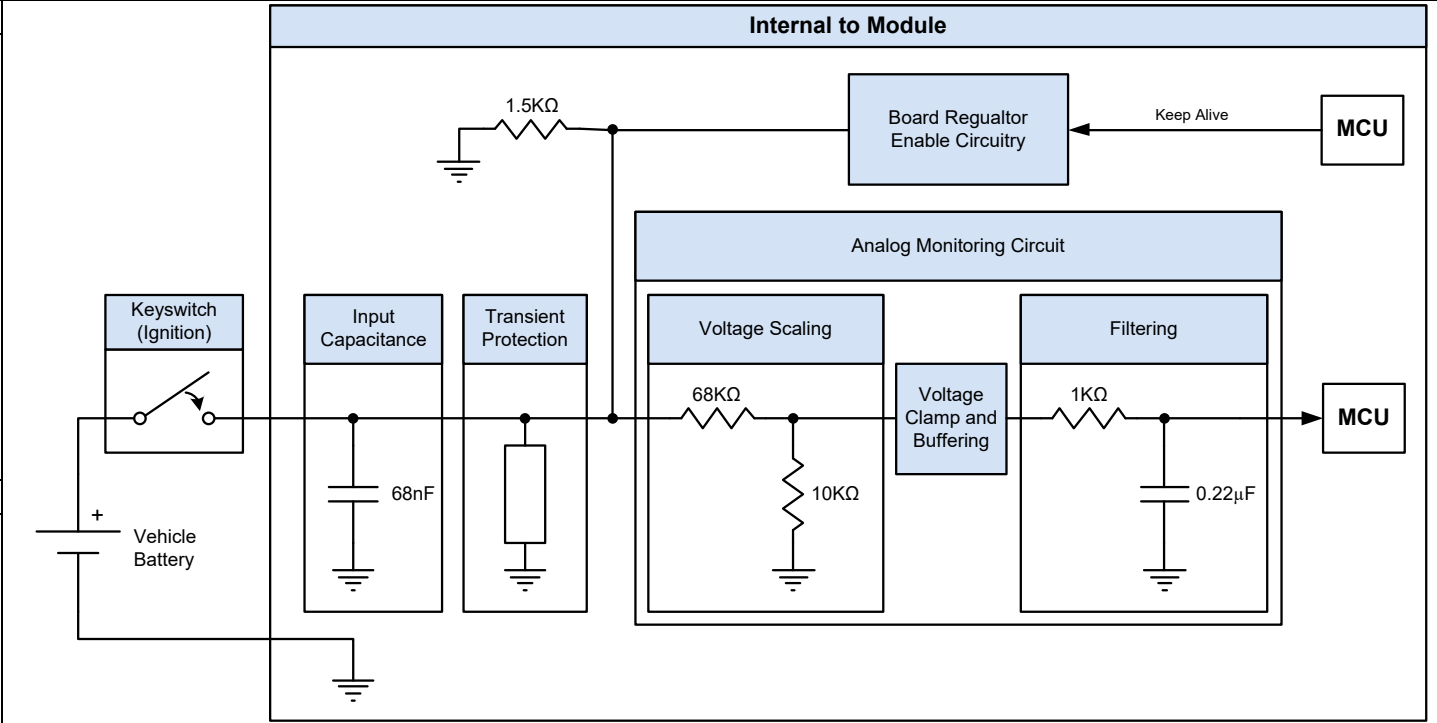 Internal to Module
1.5KΩ
Board Regualtor
Enable Circuitry
Keep Alive
MCU
Analog Monitoring Circuit
Keyswitch
(Ignition)
Input
Capacitance
Transient
Protection
Voltage Scaling
Filtering
68KΩ
Voltage
Clamp and
Buffering
1KΩ
MCU
68nF
10KΩ
0.22µF
+
Vehicle
Battery